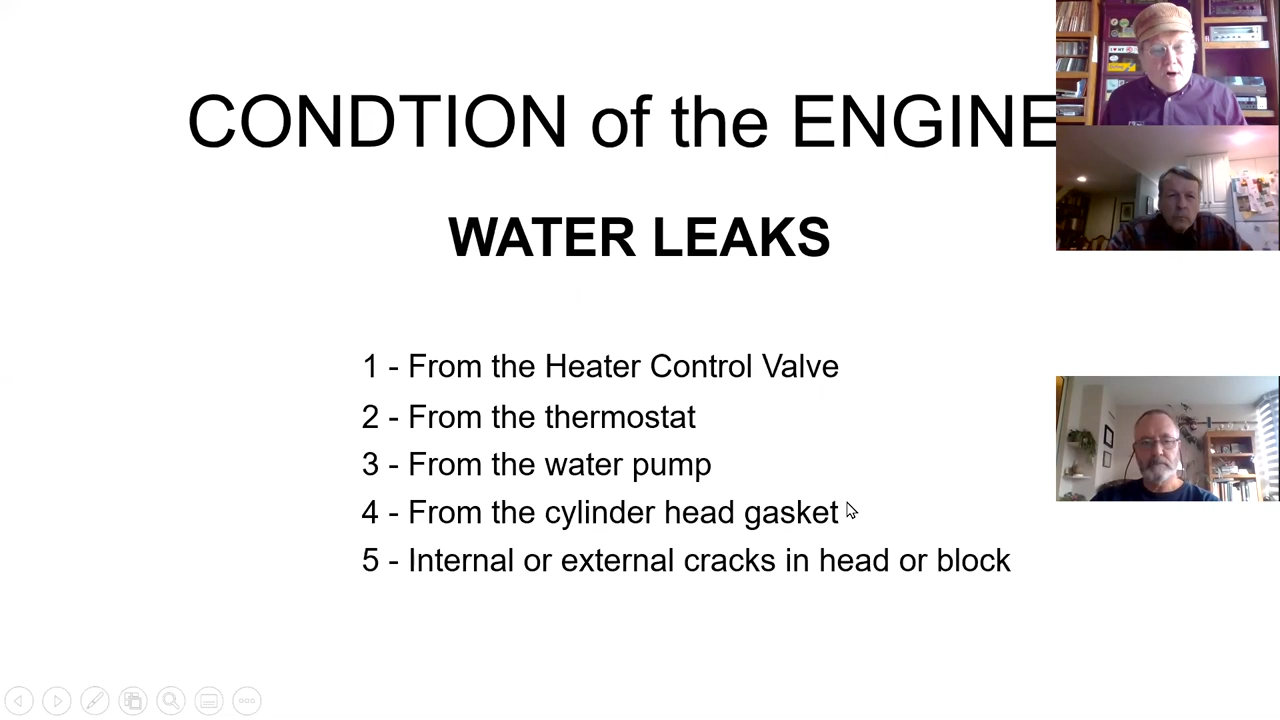 CONDTION of the ENGINE
WATER LEAKS
1 - From the Heater Control Valve
2 - From the thermostat
3 - From the water pump
4 - From the cylinder head gasket
5 - Internal or external cracks in head or block